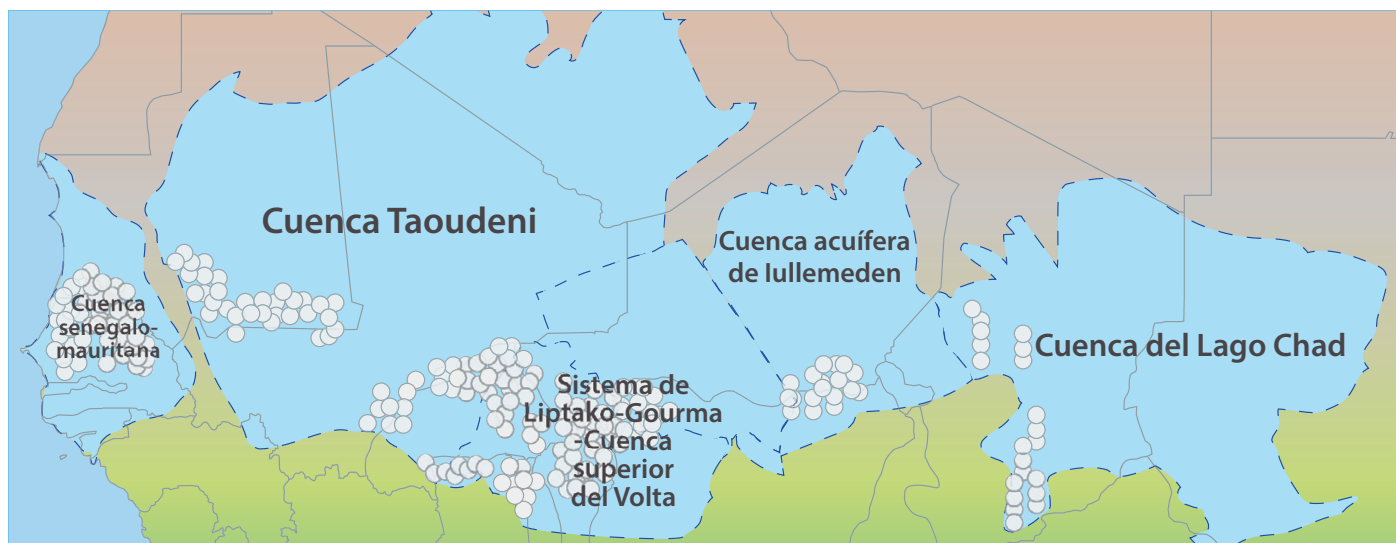 Cuenca Taoudeni
Cuenca acuífera
de Iullemeden
Cuenca
senegalo-
mauritana
Cuenca del Lago Chad
Sistema de
Liptako-Gourma
-Cuenca
superior
del Volta